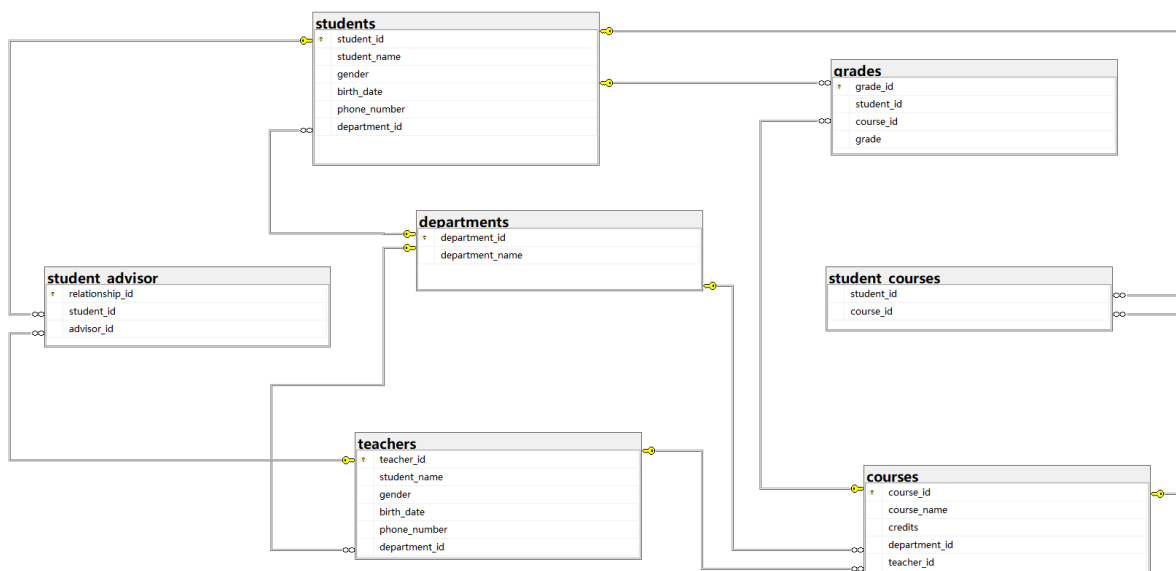 students
student_id
student_name
gender
birth_date
phone_number
department_id
grades
grade_id
student_id
course_id
grade
departments
department_id
department_name
student_advisor
relationship_id
student_id
advisor_id
student_courses
student_id
course_id
teachers
teacher_id
student_name
gender
birth_date
phone_number
department_id
courses
course_id
course_name
credits
department_id
teacher_id